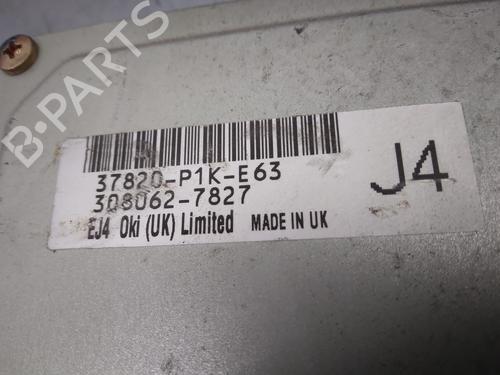 B-PARTS
37820-P1K-E63
308062-7827
EJ4 Oki (UK) Limited MADE IN UK
J4